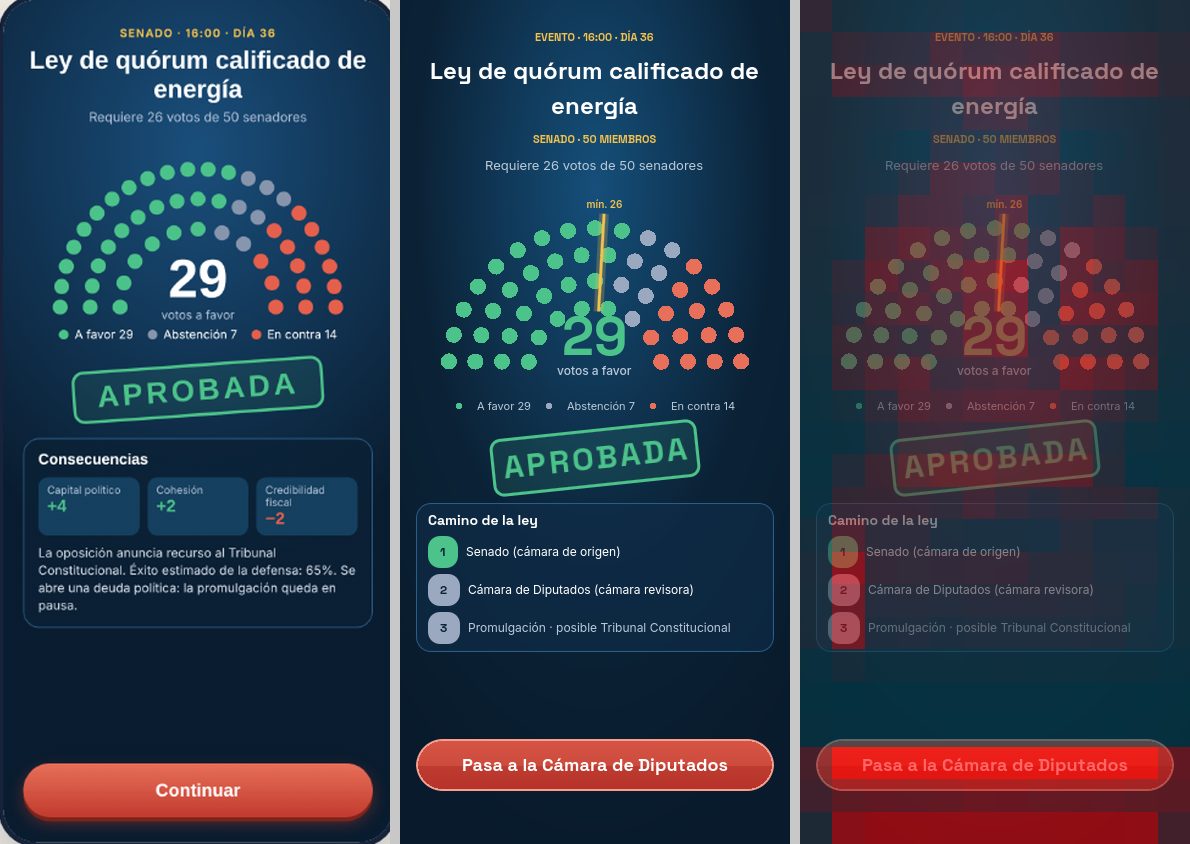 SENADO · 16:00 · DÍA 36
Ley de quórum calificado de
energía
Requiere 26 votos de 50 senadores
29
votos a favor
A favor 29 Abstención 7 En contra 14
APROBADA
Consecuencias
Capital político
+4
Cohesión
+2
Credibilidad
fiscal
−2
La oposición anuncia recurso al Tribunal
Constitucional. Éxito estimado de la defensa: 65%. Se
abre una deuda política: la promulgación queda en
pausa.
Continuar
EVENTO · 16:00 · DÍA 36
Ley de quórum calificado de
energía
SENADO · 50 MIEMBROS
Requiere 26 votos de 50 senadores
mín. 26
29
votos a favor
A favor 29 Abstención 7 En contra 14
APROBADA
Camino de la ley
1 Senado (cámara de origen)
2 Cámara de Diputados (cámara revisora)
3 Promulgación · posible Tribunal Constitucional
Pasa a la Cámara de Diputados
EVENTO · 16:00 · DÍA 36
Ley de quórum calificado de
energía
SENADO · 50 MIEMBROS
Requiere 26 votos de 50 senadores
mín. 26
29
votos a favor
A favor 29 Abstención 7 En contra 14
APROBADA
Camino de la ley
1 Senado (cámara de origen)
2 Cámara de Diputados (cámara revisora)
3 Promulgación · posible Tribunal Constitucional
Pasa a la Cámara de Diputados